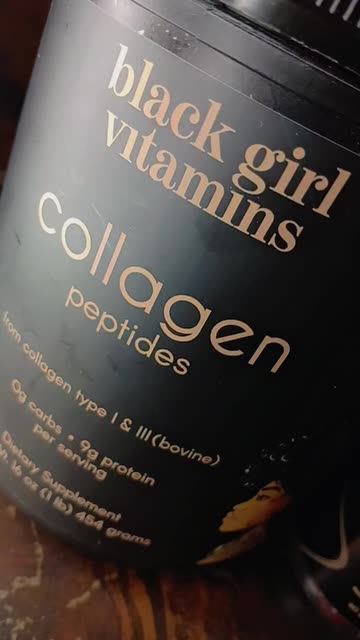 black girl
vitamins
collagen
peptides
from collagen type I & III (bovine)
0g carbs • 9g protein
per serving
Dietary Supplement
16 oz (1 lb) 454 grams